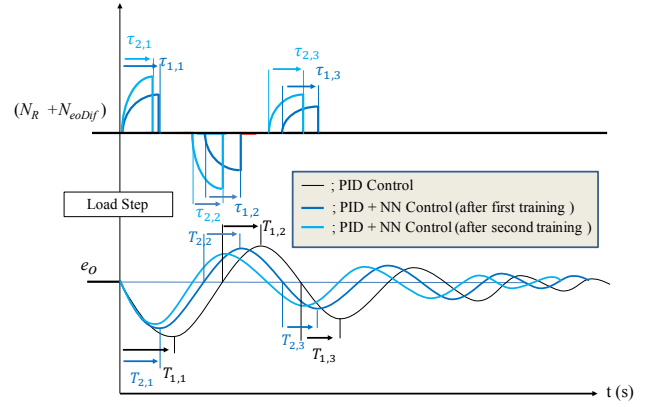 τ2,1
τ1,1
τ2,3
τ1,3
(NR +NeoDif)
τ2,2
τ1,2
Load Step
; PID Control
; PID + NN Control (after first training )
; PID + NN Control (after second training )
T1,2
T2,2
eo
T2,3
T1,3
T1,1
T2,1
t (s)